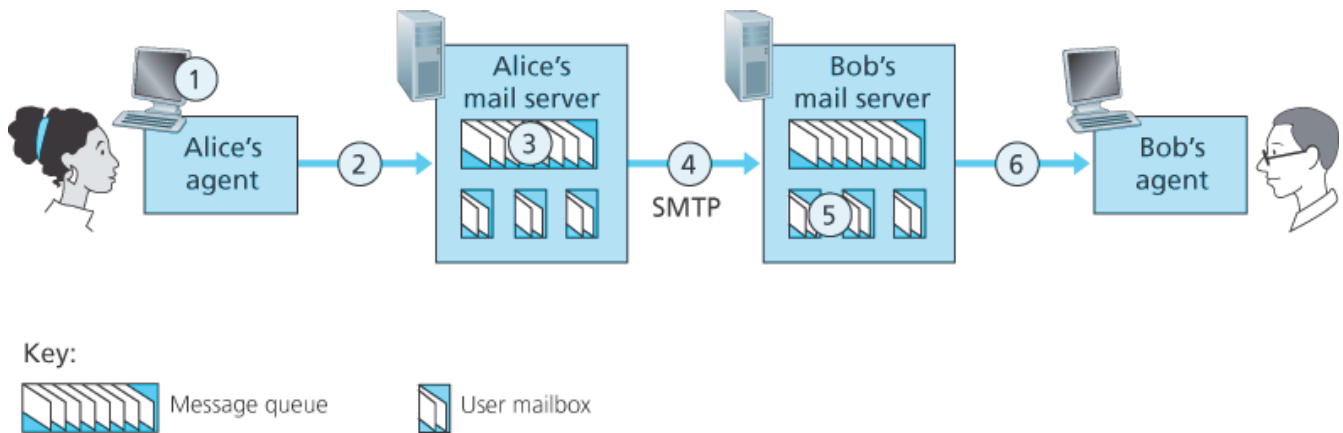 1
Alice's
agent
2
Alice's
mail server
3
4
SMTP
Bob's
mail server
5
6
Bob's
agent
Key:
Message queue
User mailbox